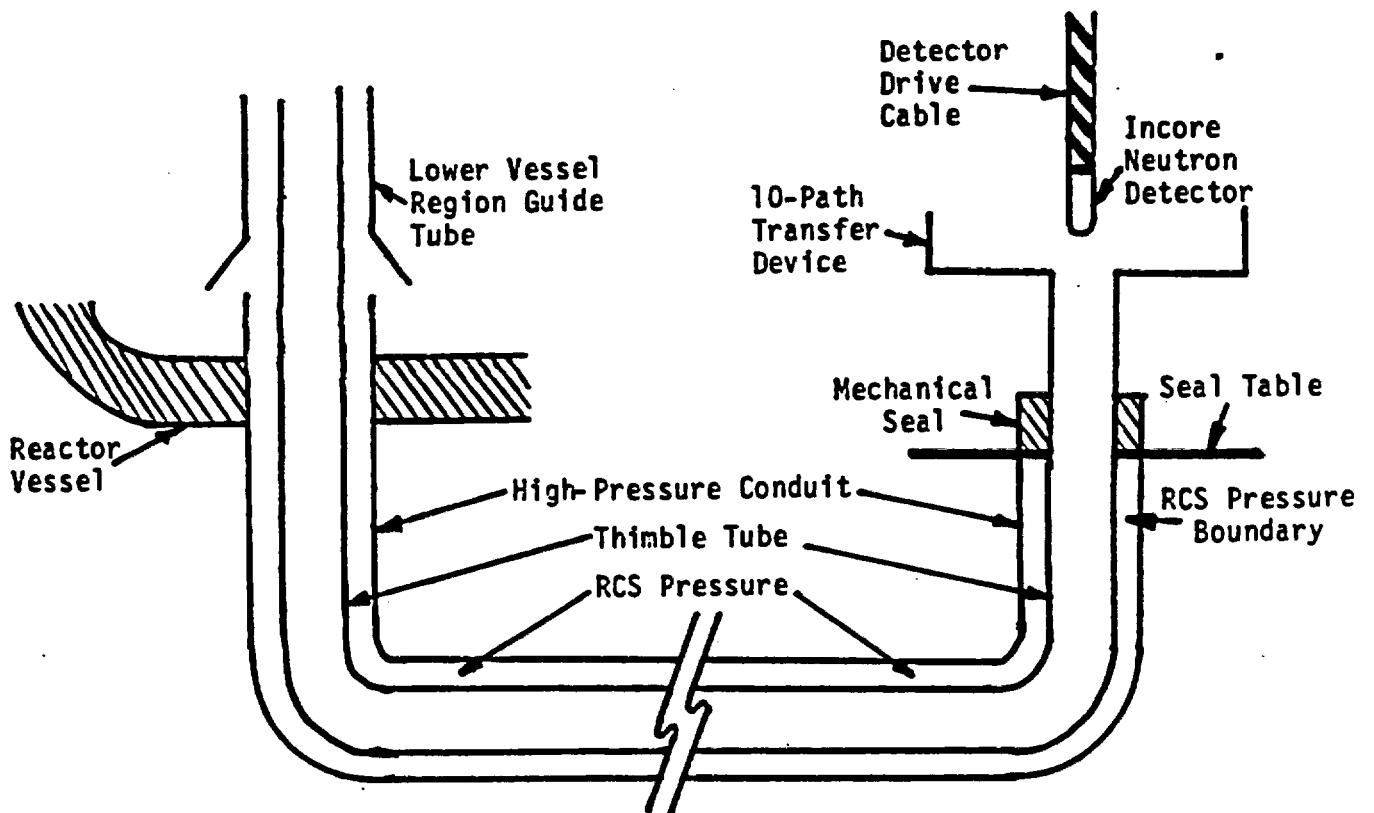 Detector
Drive
Cable
Incore
Neutron
Detector
Lower Vessel
Region Guide
Tube
10-Path
Transfer
Device
Mechanical
Seal
Seal Table
Reactor
Vessel
High-Pressure Conduit
RCS Pressure
Boundary
Thimble Tube
RCS Pressure